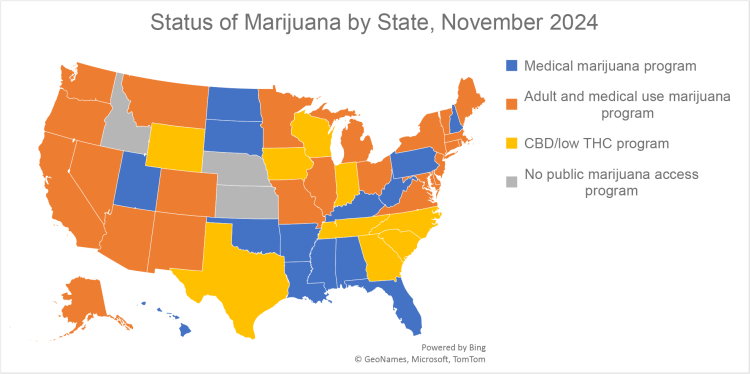 Status of Marijuana by State, November 2024
Medical marijuana program
Adult and medical use marijuana
program
CBD/low THC program
No public marijuana access
program
Powered by Bing
© GeoNames, Microsoft, TomTom